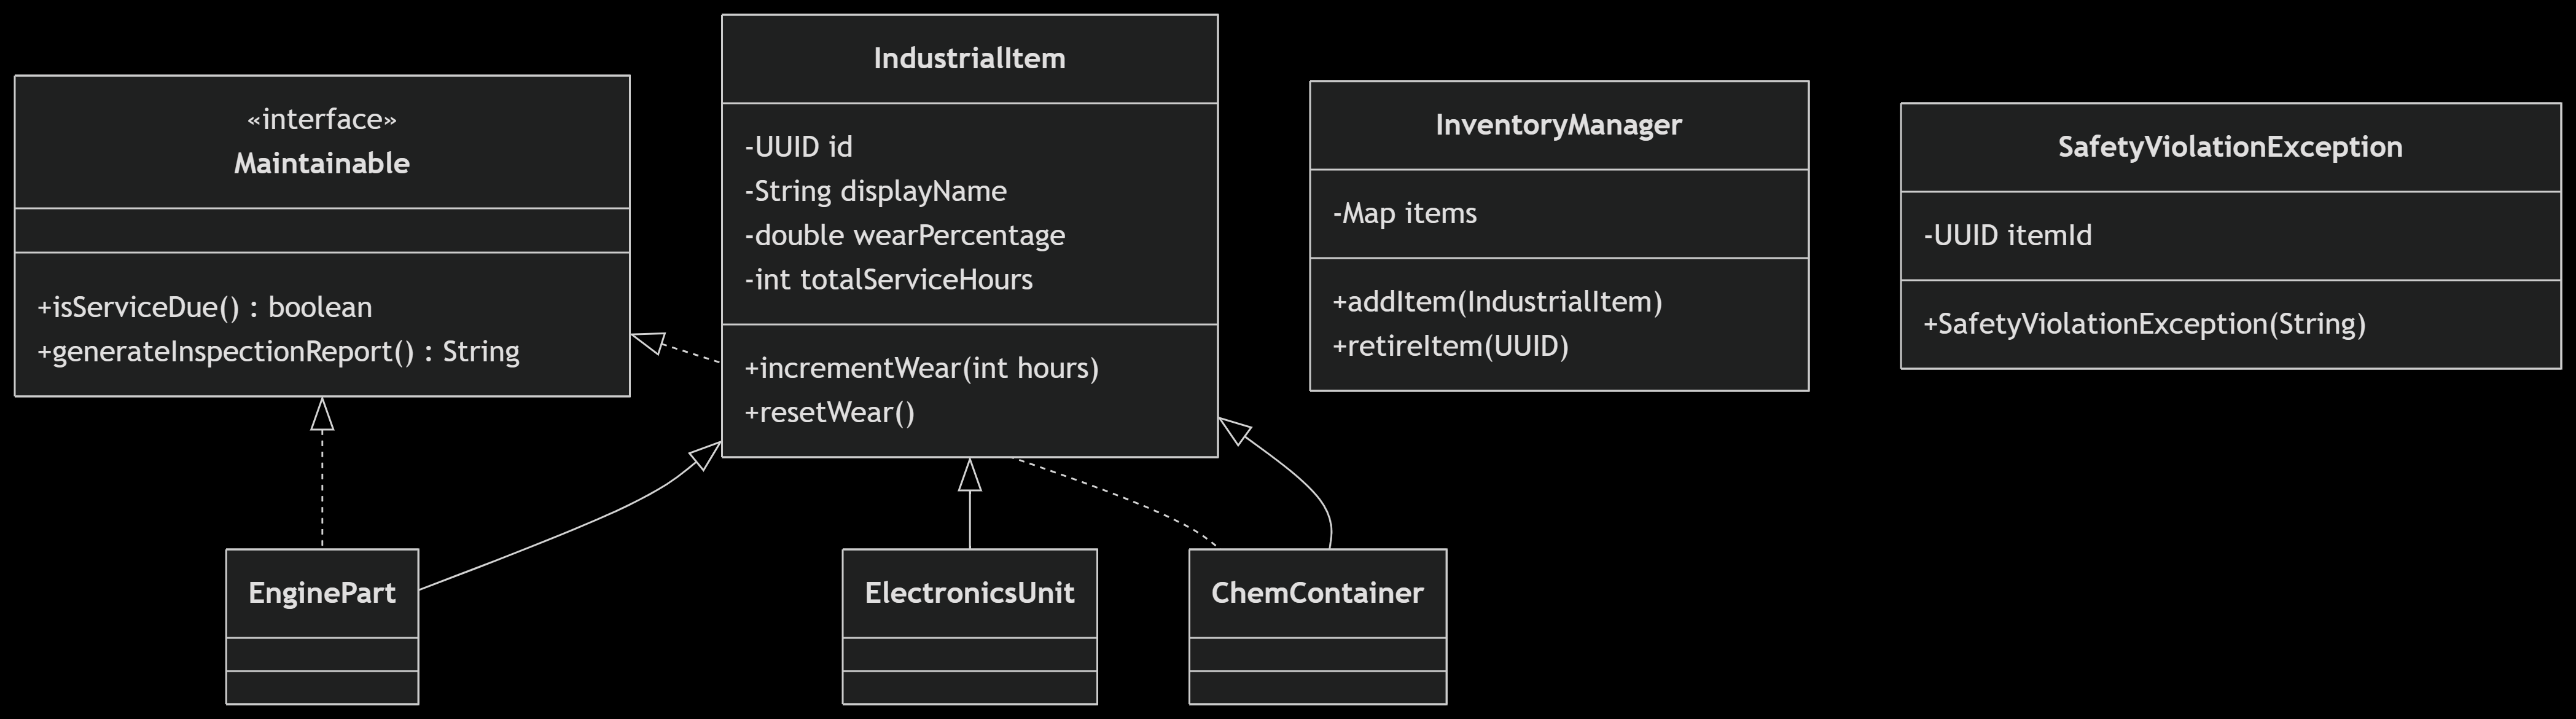 «interface»
Maintainable
+isServiceDue() : boolean
+generateInspectionReport() : String
IndustrialItem
-UUID id
-String displayName
-double wearPercentage
-int totalServiceHours
+incrementWear(int hours)
+resetWear()
InventoryManager
-Map items
+addItem(IndustrialItem)
+retireItem(UUID)
SafetyViolationException
-UUID itemId
+SafetyViolationException(String)
EnginePart
ElectronicsUnit
ChemContainer